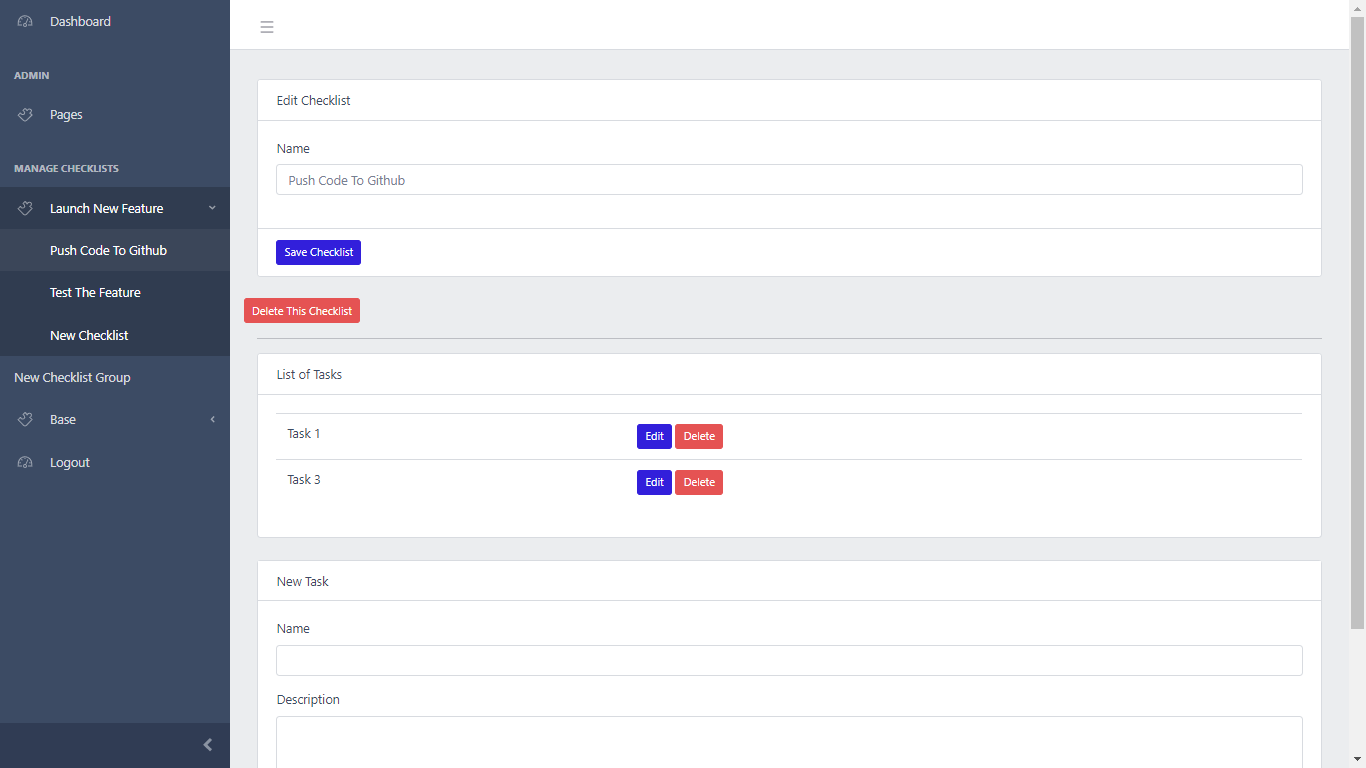 Dashboard
ADMIN
Pages
MANAGE CHECKLISTS
Launch New Feature
Push Code To Github
Test The Feature
New Checklist
New Checklist Group
Base
Logout
Edit Checklist
Name
Push Code To Github
Save Checklist
Delete This Checklist
List of Tasks
Task 1 Edit Delete
Task 3 Edit Delete
New Task
Name
Description